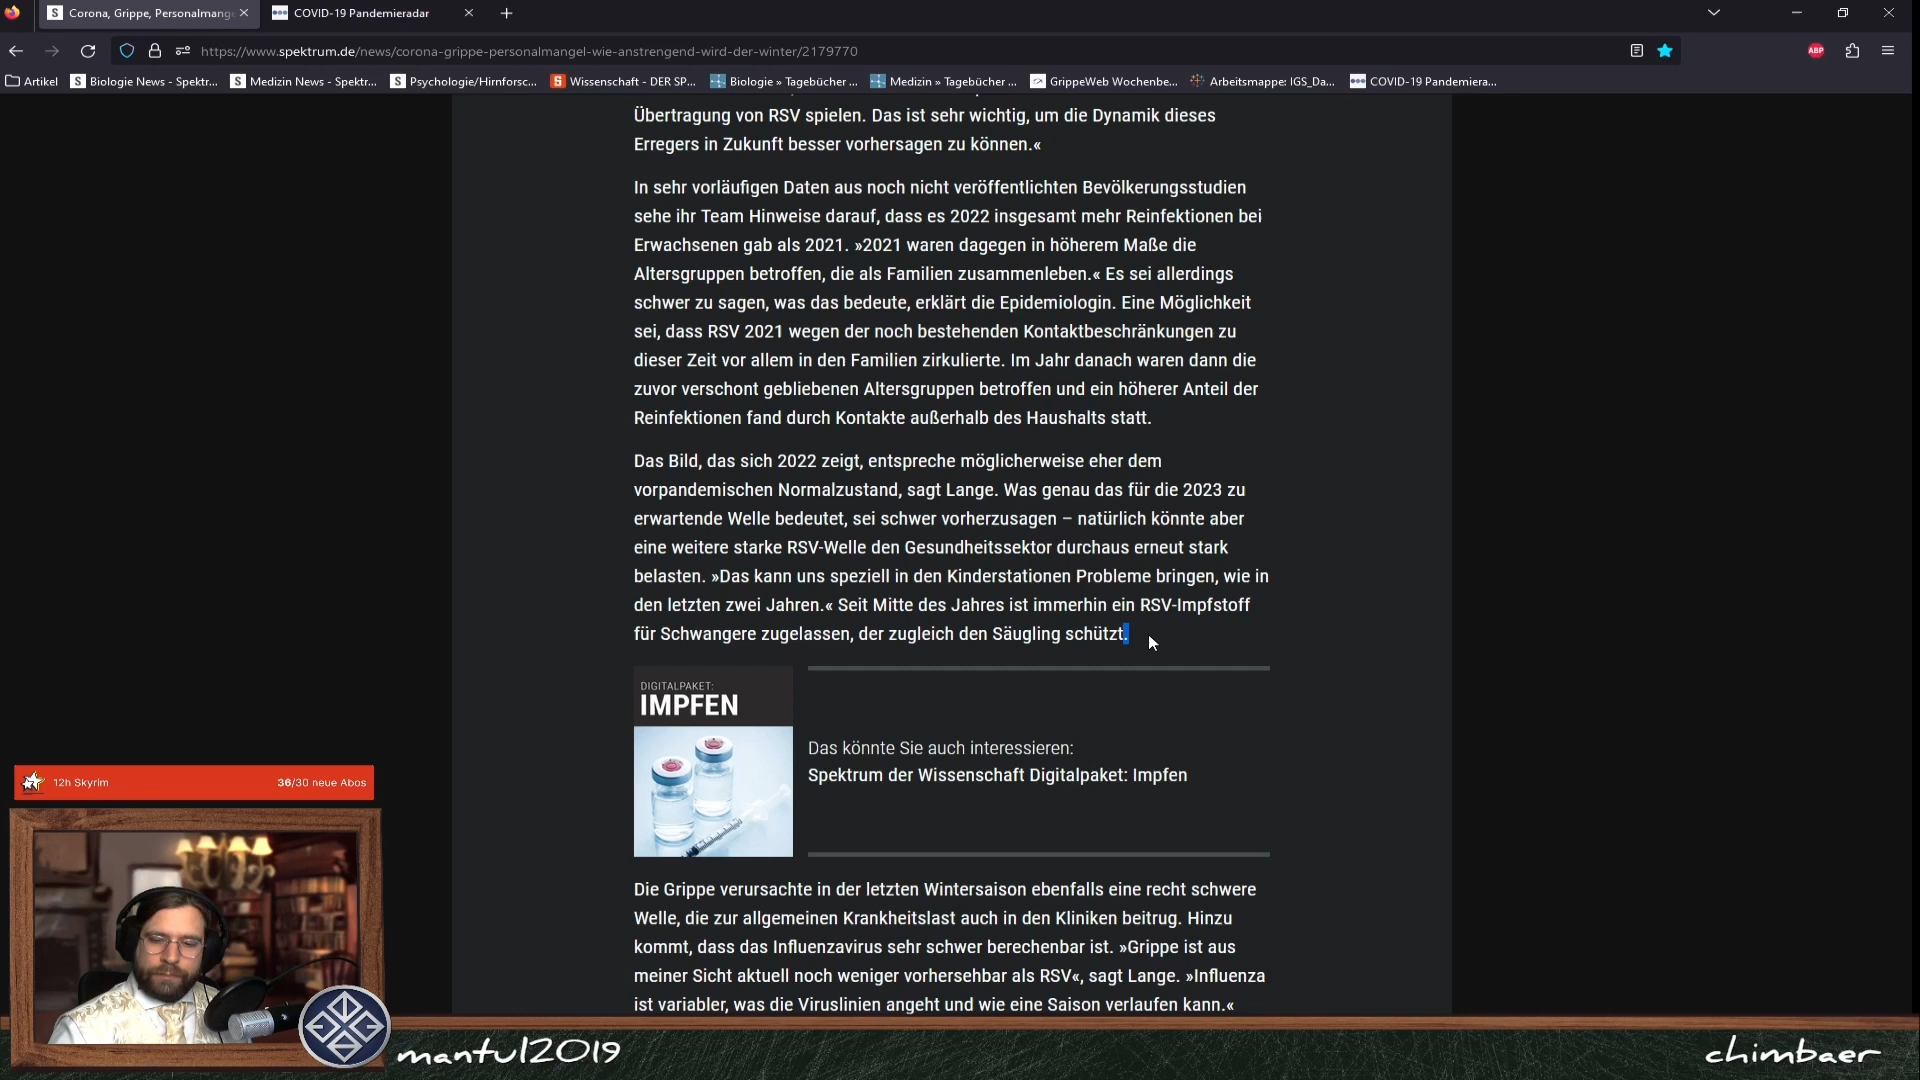 Corona, Grippe, Personalmange
COVID-19 Pandemieradar
https://www.spektrum.de/news/corona-grippe-personalmangel-wie-anstrengend-wird-der-winter/2179770
ABP
Artikel
Biologie News - Spektr...
Medizin News - Spektr...
Psychologie/Hirnforsc...
Wissenschaft - DER SP...
Biologie » Tagebücher ...
Medizin » Tagebücher ...
GrippeWeb Wochenbe...
Arbeitsmappe: IGS_Da...
COVID-19 Pandemiera...
Übertragung von RSV spielen. Das ist sehr wichtig, um die Dynamik dieses
Erregers in Zukunft besser vorhersagen zu können.«
In sehr vorläufigen Daten aus noch nicht veröffentlichten Bevölkerungsstudien
sehe ihr Team Hinweise darauf, dass es 2022 insgesamt mehr Reinfektionen bei
Erwachsenen gab als 2021. »2021 waren dagegen in höherem Maße die
Altersgruppen betroffen, die als Familien zusammenleben.« Es sei allerdings
schwer zu sagen, was das bedeute, erklärt die Epidemiologin. Eine Möglichkeit
sei, dass RSV 2021 wegen der noch bestehenden Kontaktbeschränkungen zu
dieser Zeit vor allem in den Familien zirkulierte. Im Jahr danach waren dann die
zuvor verschont gebliebenen Altersgruppen betroffen und ein höherer Anteil der
Reinfektionen fand durch Kontakte außerhalb des Haushalts statt.
Das Bild, das sich 2022 zeigt, entspreche möglicherweise eher dem
vorpandemischen Normalzustand, sagt Lange. Was genau das für die 2023 zu
erwartende Welle bedeutet, sei schwer vorherzusagen – natürlich könnte aber
eine weitere starke RSV-Welle den Gesundheitssektor durchaus erneut stark
belasten. »Das kann uns speziell in den Kinderstationen Probleme bringen, wie in
den letzten zwei Jahren.« Seit Mitte des Jahres ist immerhin ein RSV-Impfstoff
für Schwangere zugelassen, der zugleich den Säugling schützt.
DIGITALPAKET:
IMPFEN
Das könnte Sie auch interessieren:
Spektrum der Wissenschaft Digitalpaket: Impfen
12h Skyrim
36/30 neue Abos
Die Grippe verursachte in der letzten Wintersaison ebenfalls eine recht schwere
Welle, die zur allgemeinen Krankheitslast auch in den Kliniken beitrug. Hinzu
kommt, dass das Influenzavirus sehr schwer berechenbar ist. »Grippe ist aus
meiner Sicht aktuell noch weniger vorhersehbar als RSV«, sagt Lange. »Influenza
ist variabler, was die Viruslinien angeht und wie eine Saison verlaufen kann.«
mantul2019
chimbaer